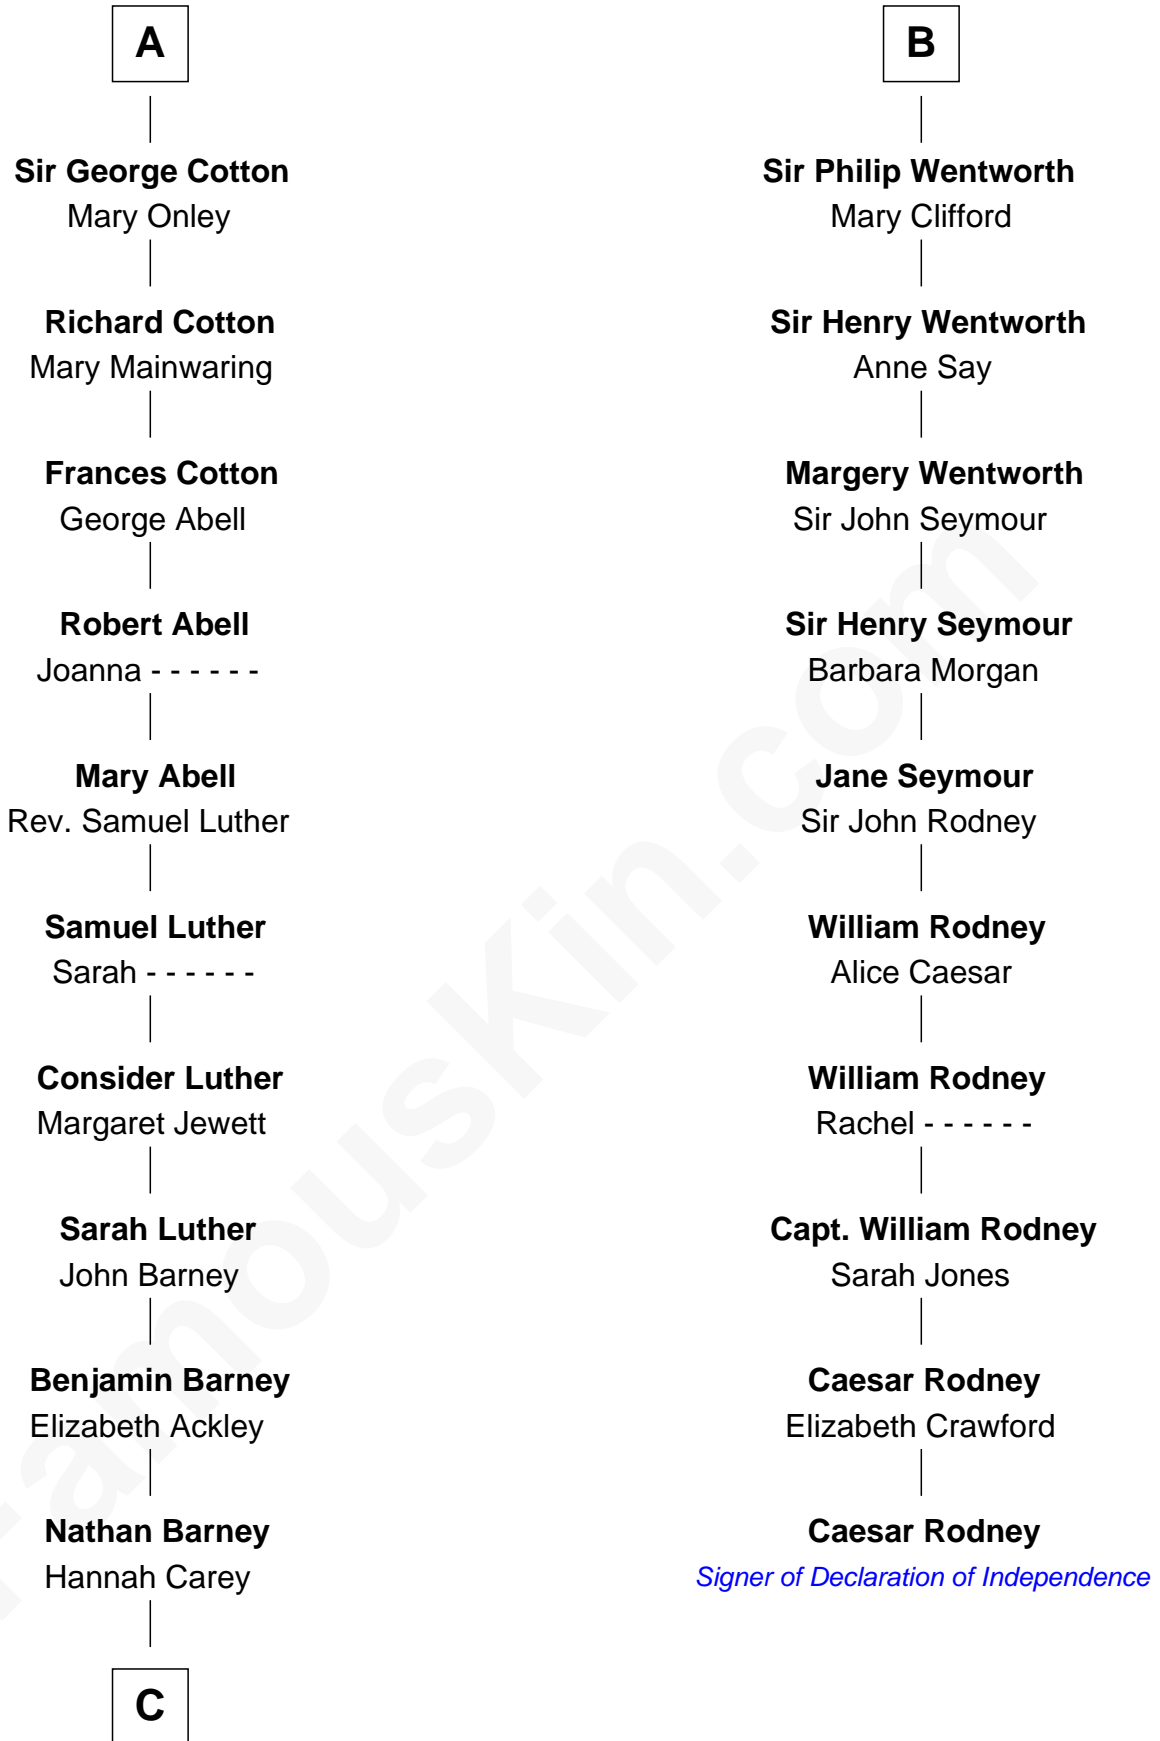 A
Sir George Cotton
Mary Onley
Richard Cotton
Mary Mainwaring
Frances Cotton
George Abell
Robert Abell
Joanna - - - - - -
Mary Abell
Rev. Samuel Luther
Samuel Luther
Sarah - - - - - -
Consider Luther
Margaret Jewett
Sarah Luther
John Barney
Benjamin Barney
Elizabeth Ackley
Nathan Barney
Hannah Carey
C
B
Sir Philip Wentworth
Mary Clifford
Sir Henry Wentworth
Anne Say
Margery Wentworth
Sir John Seymour
Sir Henry Seymour
Barbara Morgan
Jane Seymour
Sir John Rodney
William Rodney
Alice Caesar
William Rodney
Rachel - - - - - -
Capt. William Rodney
Sarah Jones
Caesar Rodney
Elizabeth Crawford
Caesar Rodney
Signer of Declaration of Independence
FamousKin.com